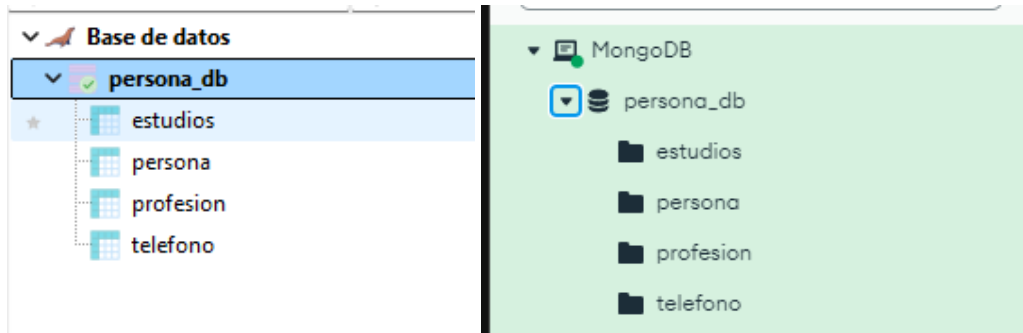 Base de datos
persona_db
estudios
persona
profesion
telefono
MongoDB
persona_db
estudios
persona
profesion
telefono